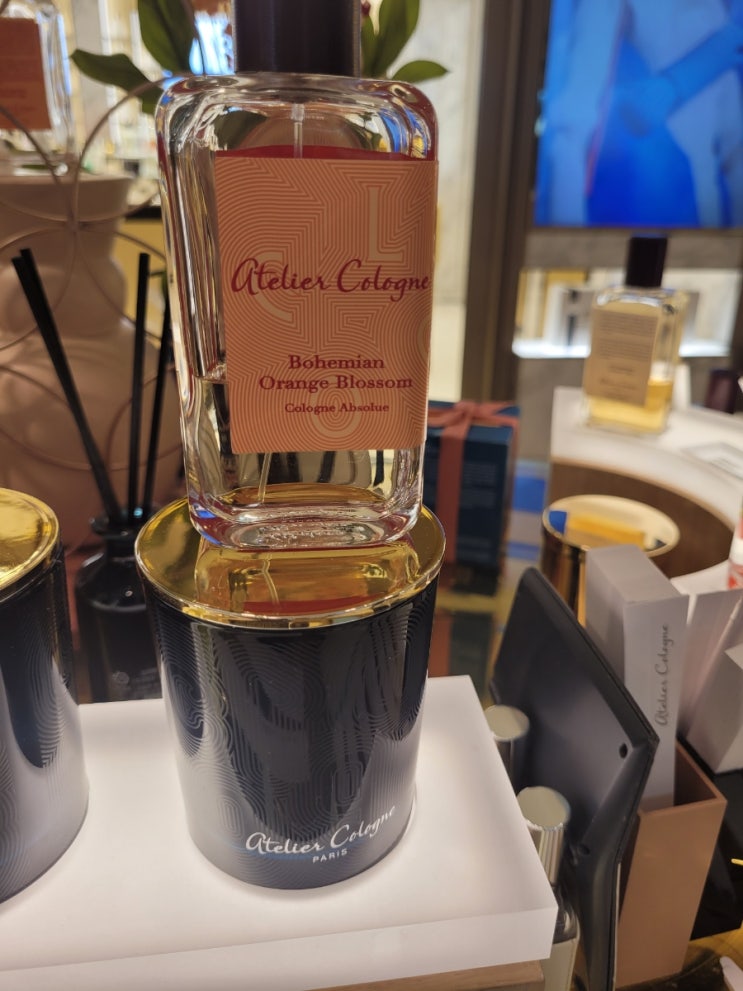 Atelier Cologne
Bohemian
Orange Blossom
Cologne Absolue
Atelier Cologne
PARIS
Atelier Cologne